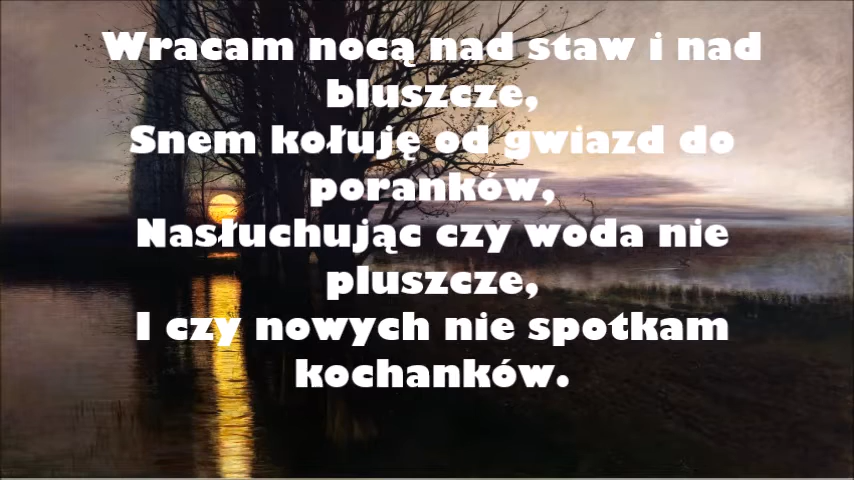 Wracam nocą nad staw i nad
bluszcze,
Snem kołuję od gwiazd do
poranków,
Nasłuchując czy woda nie
pluszcze,
I czy nowych nie spotkam
kochanków.